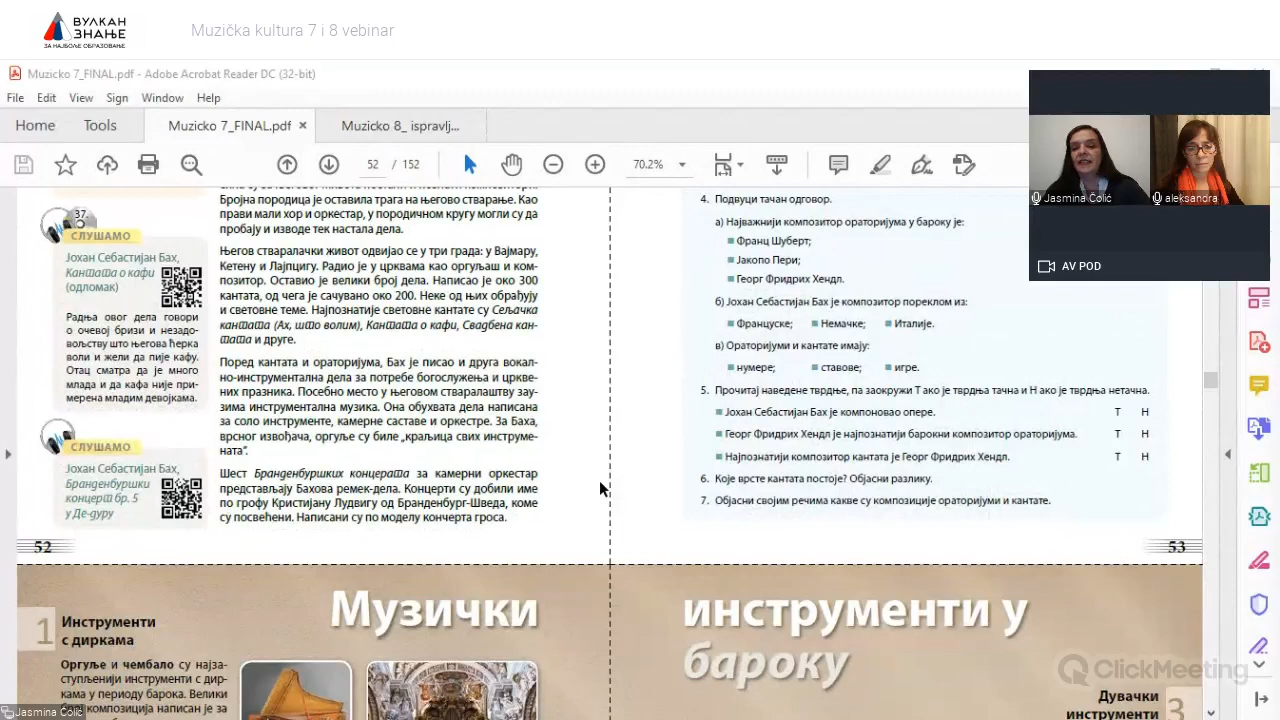 ВУЛКАН
ЗНАЊЕ
ЗА НАЈБОЉЕ ОБРАЗОВАЊЕ
Muzička kultura 7 i 8 vebinar
Muzicko 7_FINAL.pdf - Adobe Acrobat Reader DC (32-bit)
File Edit View Sign Window Help
Home Tools Muzicko 7_FINAL.pdf Muzicko 8_ ispravlj...
52 / 152 70.2%
Jasmina Čolić
aleksandra
AV POD
Бројна породица је оставила трага на његово стварање. Као
прави мали хор и оркестар, у породичном кругу могли су да
пробају и изводе тек настала дела.
Његов стваралачки живот одвијао се у три града: у Вајмару,
Кетену и Лајпцигу. Радио је у црквама као оргуљаш и ком-
позитор. Оставио је велики број дела. Написао је око 300
кантата, од чега је сачувано око 200. Неке од њих обрађују
и световне теме. Најпознатије световне кантате су Сељачка
кантата (Ах, што волим), Кантата о кафи, Свадбена кан-
тата и друге.
Поред кантата и ораторијума, Бах је писао и друга вокал-
но-инструментална дела за потребе богослужења и цркве-
них празника. Посебно место у његовом стваралаштву зау-
зима инструментална музика. Она обухвата дела написана
за соло инструменте, камерне саставе и оркестре. За Баха,
врсног извођача, оргуље су биле „краљица свих инструме-
ната“.
Шест Бранденбуршких концерата за камерни оркестар
представљају Бахова ремек-дела. Концерти су добили име
по грофу Кристијану Лудвигу од Бранденбург-Шведа, коме
су посвећени. Написани су по моделу кончерта гроса.
37
СЛУШАМО
Јохан Себастијан Бах,
Кантата о кафи
(одломак)
Радња овог дела говори
о очевој бризи и незадо-
вољству што његова ћерка
воли и жели да пије кафу.
Отац сматра да је много
млада и да кафа није при-
мерена младим девојкама.
СЛУШАМО
Јохан Себастијан Бах,
Бранденбуршки
концерт бр. 5
у Де-дуру
52
4. Подвуци тачан одговор.
а) Најважнији композитор ораторијума у бароку је:
Франц Шуберт;
Јакопо Пери;
Георг Фридрих Хендл.
б) Јохан Себастијан Бах је композитор пореклом из:
Француске; Немачке; Италије.
в) Ораторијуми и кантате имају:
нумере; ставове; игре.
5. Прочитај наведене тврдње, па заокружи Т ако је тврдња тачна и Н ако је тврдња нетачна.
Јохан Себастијан Бах је компоновао опере. Т Н
Георг Фридрих Хендл је најпознатији барокни композитор ораторијума. Т Н
Најпознатији композитор кантата је Георг Фридрих Хендл. Т Н
6. Које врсте кантата постоје? Објасни разлику.
7. Објасни својим речима какве су композиције ораторијуми и кантате.
53
Музички инструменти у
бароку
1
Инструменти
с диркама
Оргуље и чембало су најза-
ступљенији инструменти с дир-
кама у периоду барока. Велики
број композиција написан је за
Дувачки
инструменти
3
ClickMeeting
Jasmina Čolić